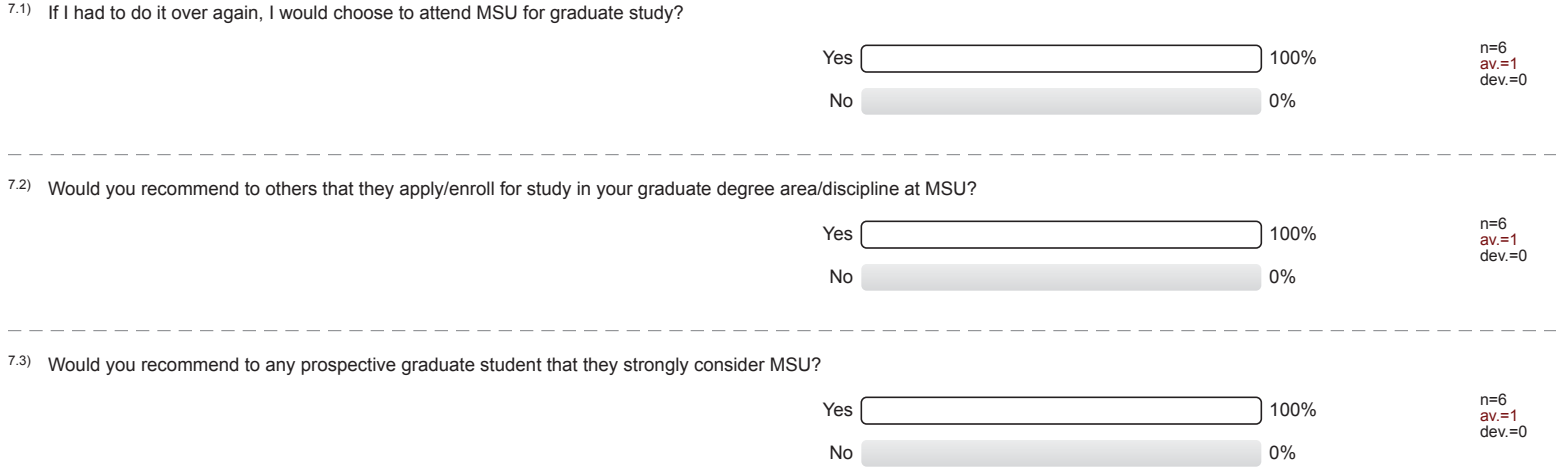 7.1) If I had to do it over again, I would choose to attend MSU for graduate study?
Yes 100%
No 0%
n=6
av.=1
dev.=0
7.2) Would you recommend to others that they apply/enroll for study in your graduate degree area/discipline at MSU?
Yes 100%
No 0%
n=6
av.=1
dev.=0
7.3) Would you recommend to any prospective graduate student that they strongly consider MSU?
Yes 100%
No 0%
n=6
av.=1
dev.=0